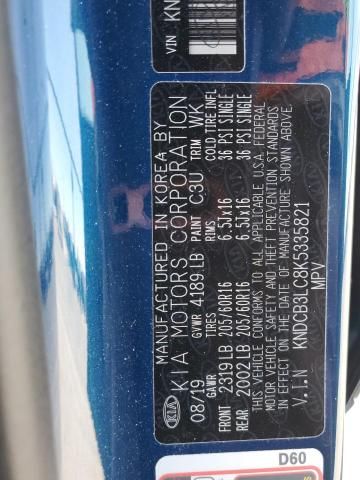 VIN KN
KIA
MANUFACTURED IN KOREA BY
KIA MOTORS CORPORATION
08/19 GVWR 4189 LB PAINT C3U TRIM WK
GAWR TIRES RIMS COLD TIRE INFL
FRONT 2319 LB 205/60R16 6.5Jx16 36 PSI SINGLE
REAR 2002 LB 205/60R16 6.5Jx16 36 PSI SINGLE
THIS VEHICLE CONFORMS TO ALL APPLICABLE U.S.A. FEDERAL
MOTOR VEHICLE SAFETY AND THEFT PREVENTION STANDARDS
IN EFFECT ON THE DATE OF MANUFACTURE SHOWN ABOVE.
V.I.N KNDCB3LC8K5335821
MPV
D60